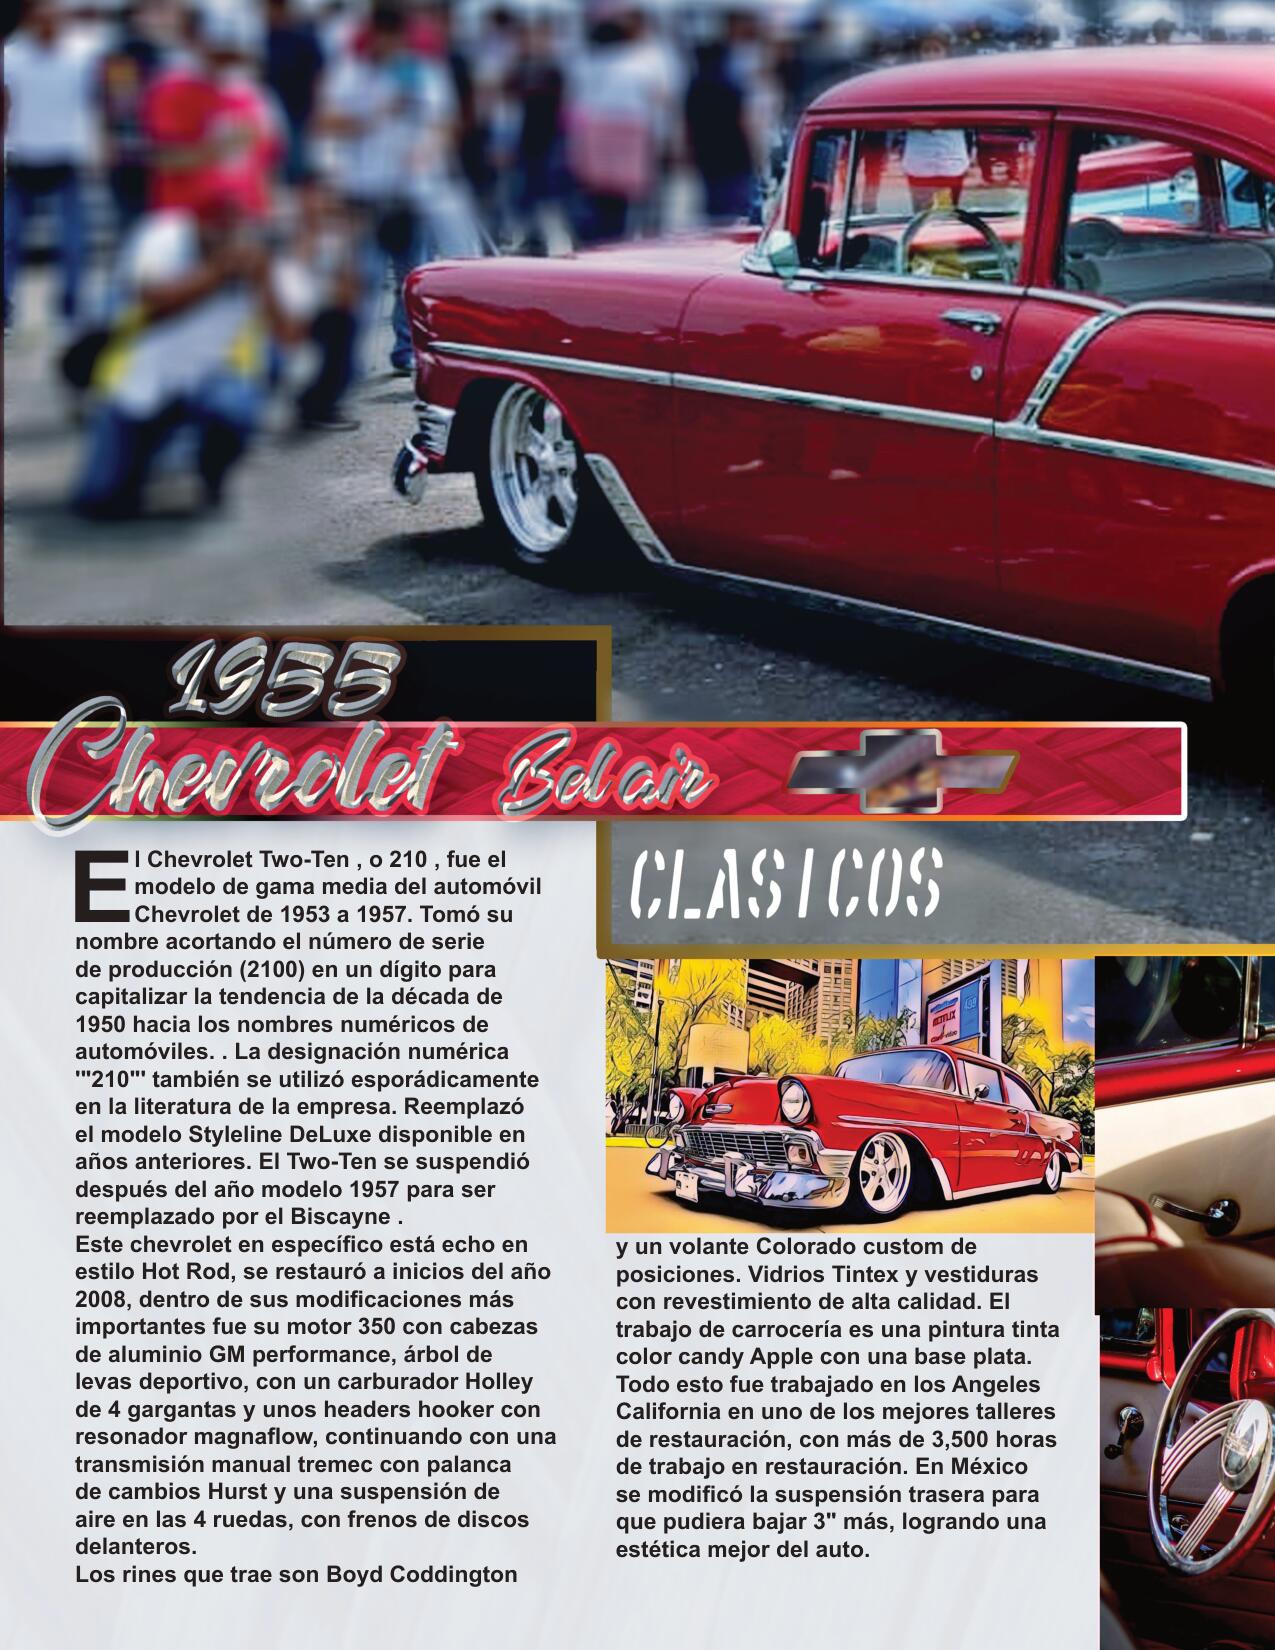 1955
Chevrolet Bel air
CLASICOS
El Chevrolet Two-Ten , o 210 , fue el
modelo de gama media del automóvil
Chevrolet de 1953 a 1957. Tomó su
nombre acortando el número de serie
de producción (2100) en un dígito para
capitalizar la tendencia de la década de
1950 hacia los nombres numéricos de
automóviles. . La designación numérica
'"210"' también se utilizó esporádicamente
en la literatura de la empresa. Reemplazó
el modelo Styleline DeLuxe disponible en
años anteriores. El Two-Ten se suspendió
después del año modelo 1957 para ser
reemplazado por el Biscayne .
Este chevrolet en específico está echo en
estilo Hot Rod, se restauró a inicios del año
2008, dentro de sus modificaciones más
importantes fue su motor 350 con cabezas
de aluminio GM performance, árbol de
levas deportivo, con un carburador Holley
de 4 gargantas y unos headers hooker con
resonador magnaflow, continuando con una
transmisión manual tremec con palanca
de cambios Hurst y una suspensión de
aire en las 4 ruedas, con frenos de discos
delanteros.
Los rines que trae son Boyd Coddington
NETFLIX
y un volante Colorado custom de
posiciones. Vidrios Tintex y vestiduras
con revestimiento de alta calidad. El
trabajo de carrocería es una pintura tinta
color candy Apple con una base plata.
Todo esto fue trabajado en los Angeles
California en uno de los mejores talleres
de restauración, con más de 3,500 horas
de trabajo en restauración. En México
se modificó la suspensión trasera para
que pudiera bajar 3" más, logrando una
estética mejor del auto.